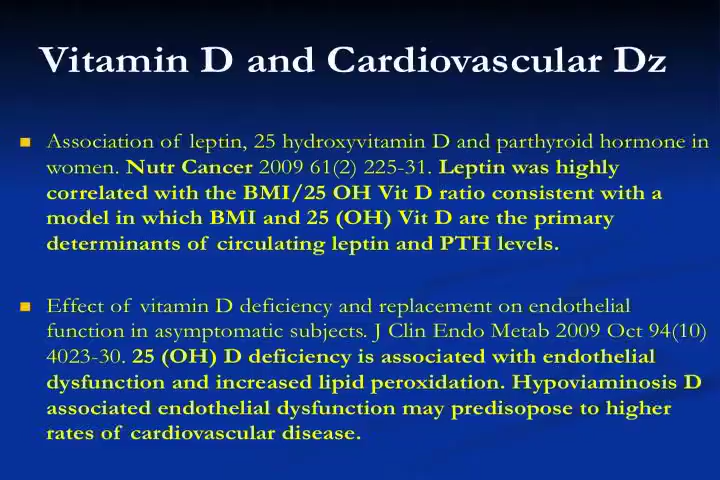 Vitamin D and Cardiovascular Dz
Association of leptin, 25 hydroxyvitamin D and parthyroid hormone in
women. Nutr Cancer 2009 61(2) 225-31. Leptin was highly
correlated with the BMI/25 OH Vit D ratio consistent with a
model in which BMI and 25 (OH) Vit D are the primary
determinants of circulating leptin and PTH levels.
Effect of vitamin D deficiency and replacement on endothelial
function in asymptomatic subjects. J Clin Endo Metab 2009 Oct 94(10)
4023-30. 25 (OH) D deficiency is associated with endothelial
dysfunction and increased lipid peroxidation. Hypoviaminosis D
associated endothelial dysfunction may predisopose to higher
rates of cardiovascular disease.